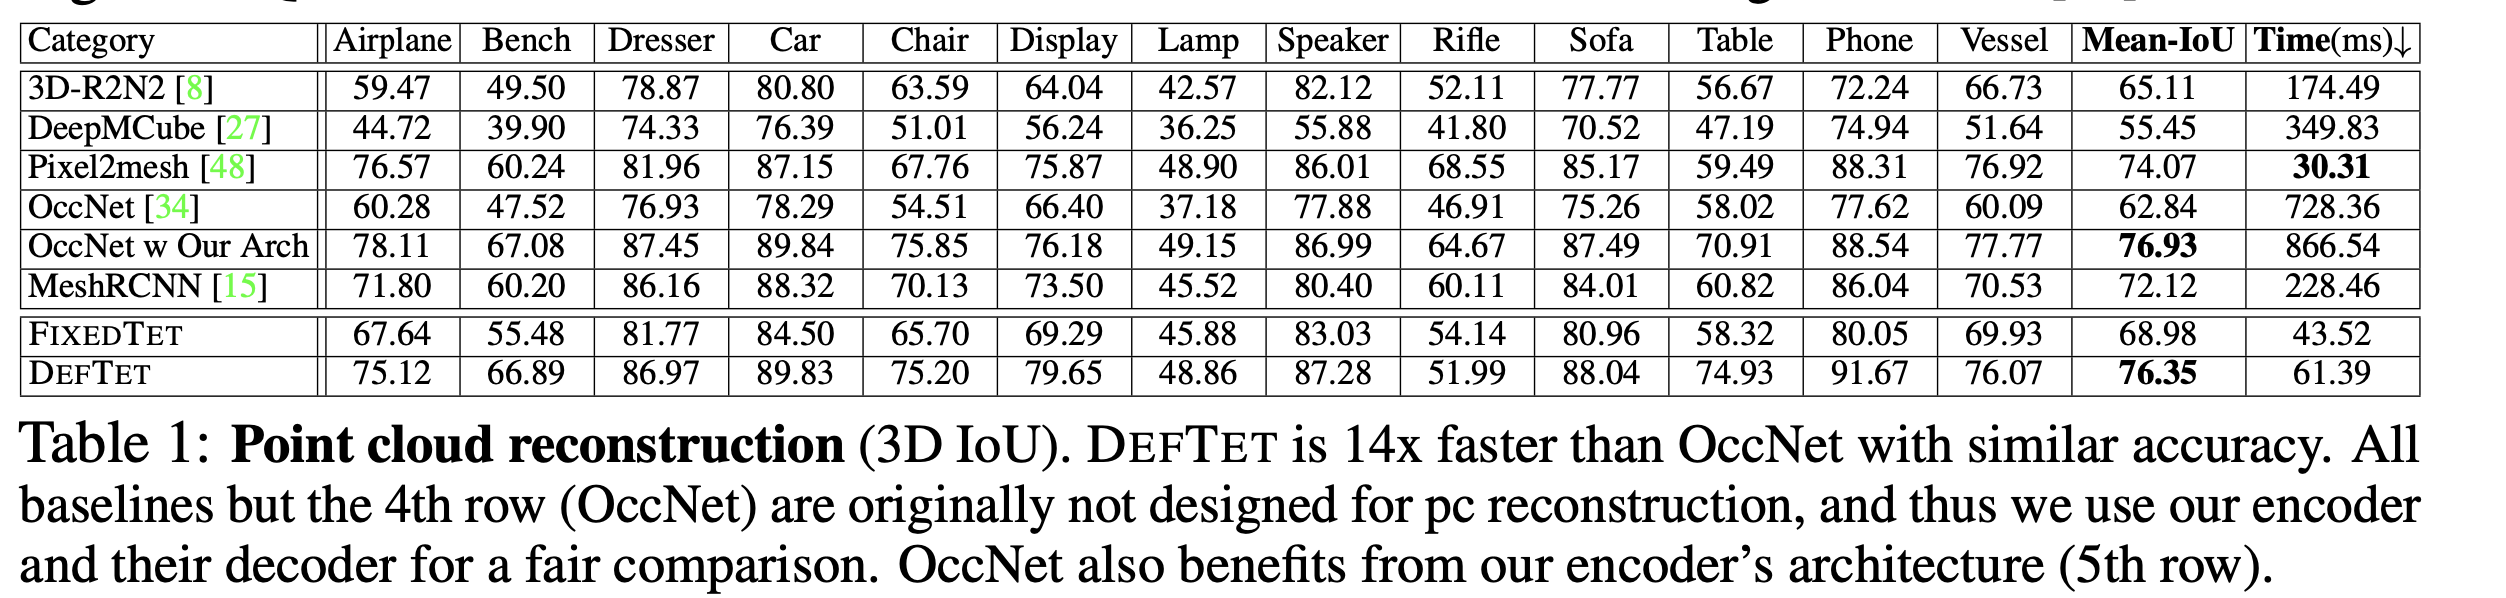 Category Airplane Bench Dresser Car Chair Display Lamp Speaker Rifle Sofa Table Phone Vessel Mean-IoU Time(ms)↓
3D-R2N2 [8] 59.47 49.50 78.87 80.80 63.59 64.04 42.57 82.12 52.11 77.77 56.67 72.24 66.73 65.11 174.49
DeepMCube [27] 44.72 39.90 74.33 76.39 51.01 56.24 36.25 55.88 41.80 70.52 47.19 74.94 51.64 55.45 349.83
Pixel2mesh [48] 76.57 60.24 81.96 87.15 67.76 75.87 48.90 86.01 68.55 85.17 59.49 88.31 76.92 74.07 30.31
OccNet [34] 60.28 47.52 76.93 78.29 54.51 66.40 37.18 77.88 46.91 75.26 58.02 77.62 60.09 62.84 728.36
OccNet w Our Arch 78.11 67.08 87.45 89.84 75.85 76.18 49.15 86.99 64.67 87.49 70.91 88.54 77.77 76.93 866.54
MeshRCNN [15] 71.80 60.20 86.16 88.32 70.13 73.50 45.52 80.40 60.11 84.01 60.82 86.04 70.53 72.12 228.46
FIXEDTET 67.64 55.48 81.77 84.50 65.70 69.29 45.88 83.03 54.14 80.96 58.32 80.05 69.93 68.98 43.52
DEFTET 75.12 66.89 86.97 89.83 75.20 79.65 48.86 87.28 51.99 88.04 74.93 91.67 76.07 76.35 61.39
Table 1: Point cloud reconstruction (3D IoU). DEFTET is 14x faster than OccNet with similar accuracy. All
baselines but the 4th row (OccNet) are originally not designed for pc reconstruction, and thus we use our encoder
and their decoder for a fair comparison. OccNet also benefits from our encoder's architecture (5th row).